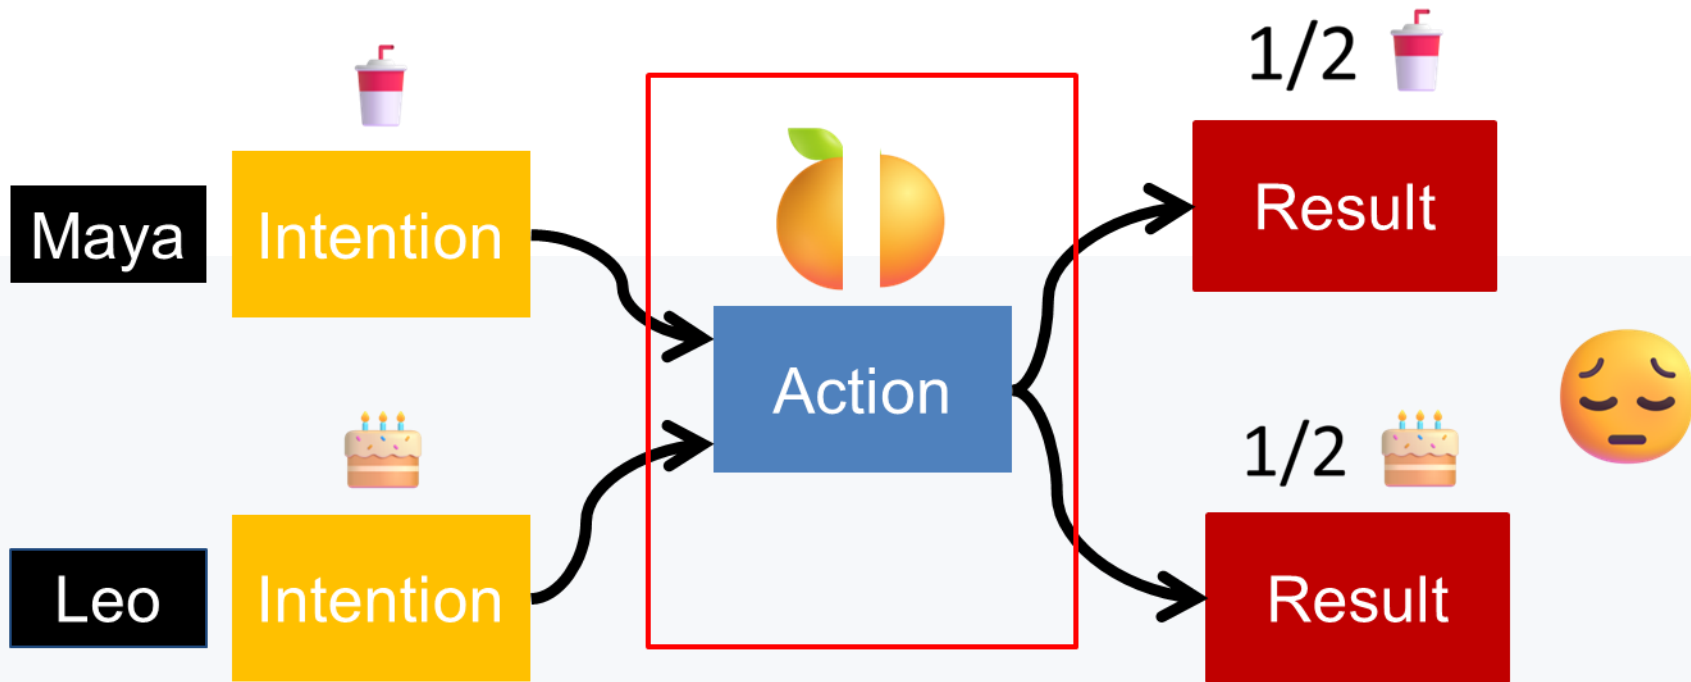 1/2
Maya
Intention
Result
Action
1/2
Leo
Intention
Result